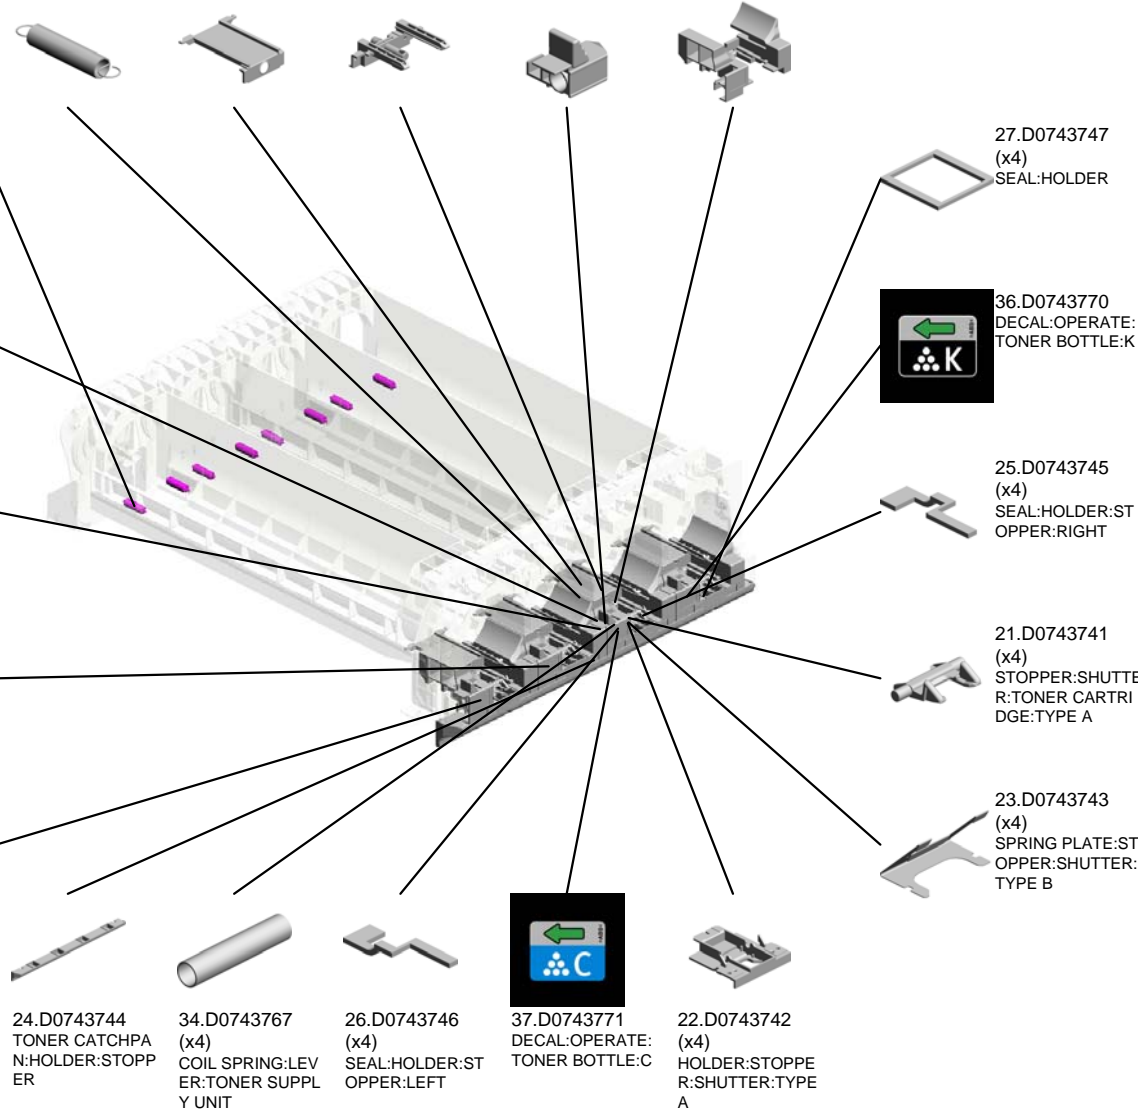 27.D0743747
(x4)
SEAL:HOLDER
36.D0743770
DECAL:OPERATE:
TONER BOTTLE:K
K
25.D0743745
(x4)
SEAL:HOLDER:ST
OPPER:RIGHT
21.D0743741
(x4)
STOPPER:SHUTTE
R:TONER CARTRI
DGE:TYPE A
23.D0743743
(x4)
SPRING PLATE:ST
OPPER:SHUTTER:
TYPE B
24.D0743744
TONER CATCHPA
N:HOLDER:STOPP
ER
34.D0743767
(x4)
COIL SPRING:LEV
ER:TONER SUPPL
Y UNIT
26.D0743746
(x4)
SEAL:HOLDER:ST
OPPER:LEFT
C
37.D0743771
DECAL:OPERATE:
TONER BOTTLE:C
22.D0743742
(x4)
HOLDER:STOPPE
R:SHUTTER:TYPE
A